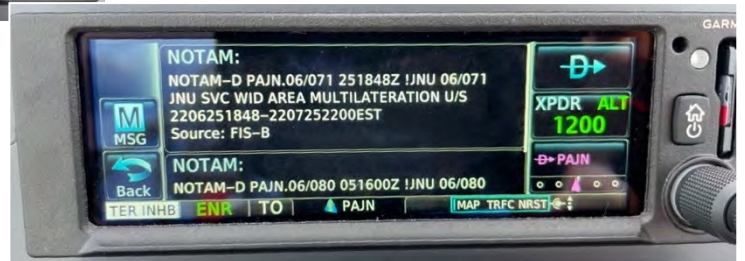 GARM
NOTAM:
NOTAM–D PAJN.06/071 251848Z !JNU 06/071
JNU SVC WID AREA MULTILATERATION U/S
2206251848–2207252200EST
Source: FIS–B
M
MSG
D
XPDR ALT
1200
NOTAM:
NOTAM–D PAJN.06/080 051600Z !JNU 06/080
Back
D PAJN
TER INHB ENR TO PAJN MAP TRFC NRST